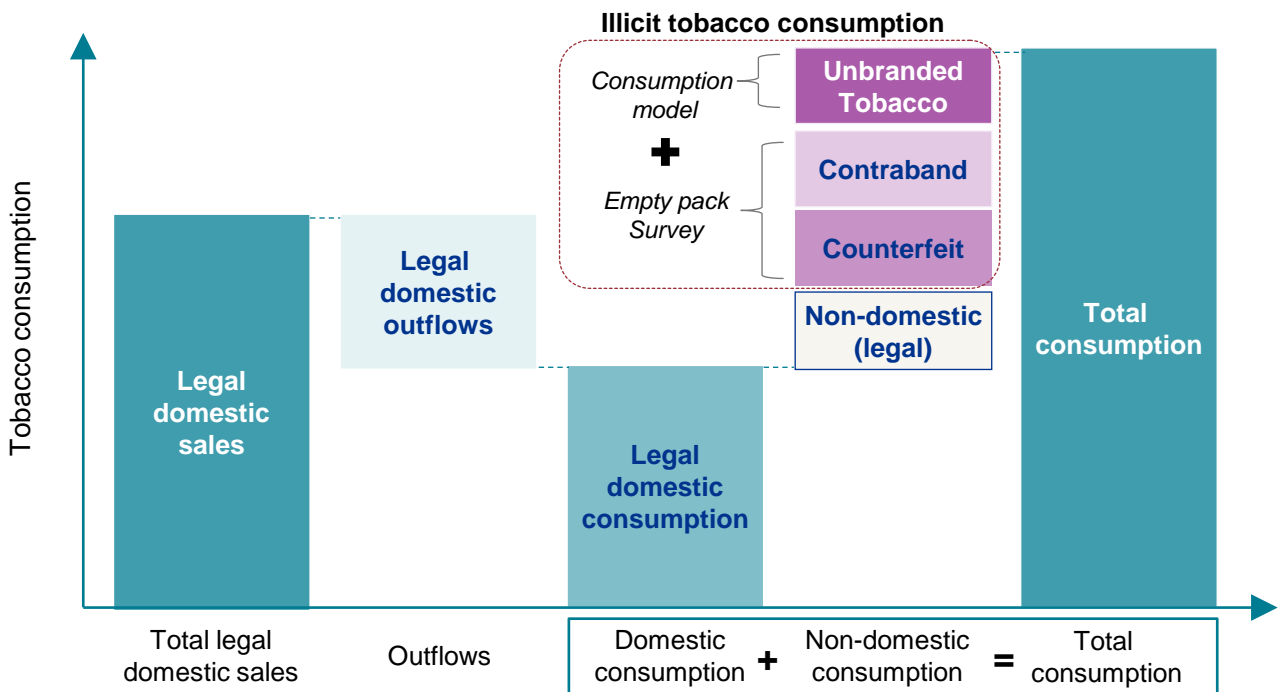 Illicit tobacco consumption
Tobacco consumption
Consumption
model
+
Empty pack
Survey
Unbranded
Tobacco
Contraband
Counterfeit
Non-domestic
(legal)
Legal
domestic
sales
Legal
domestic
outflows
Legal
domestic
consumption
Total
consumption
Total legal
domestic sales
Outflows
Domestic
consumption
+
Non-domestic
consumption
=
Total
consumption